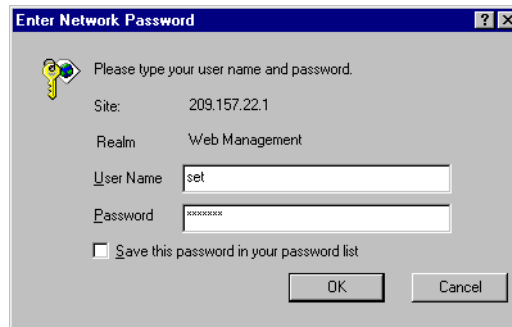 Enter Network Password
Please type your user name and password.
Site: 209.157.22.1
Realm Web Management
User Name set
Password xxxxxxx
Save this password in your password list
OK Cancel